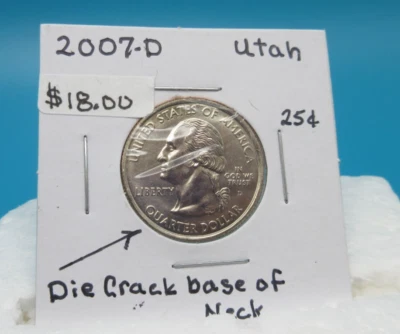 2007-D Utah
$18.00
25¢
UNITED STATES OF AMERICA
IN
GOD WE
TRUST
LIBERTY
D
QUARTER DOLLAR
Die Crack base of
Neck